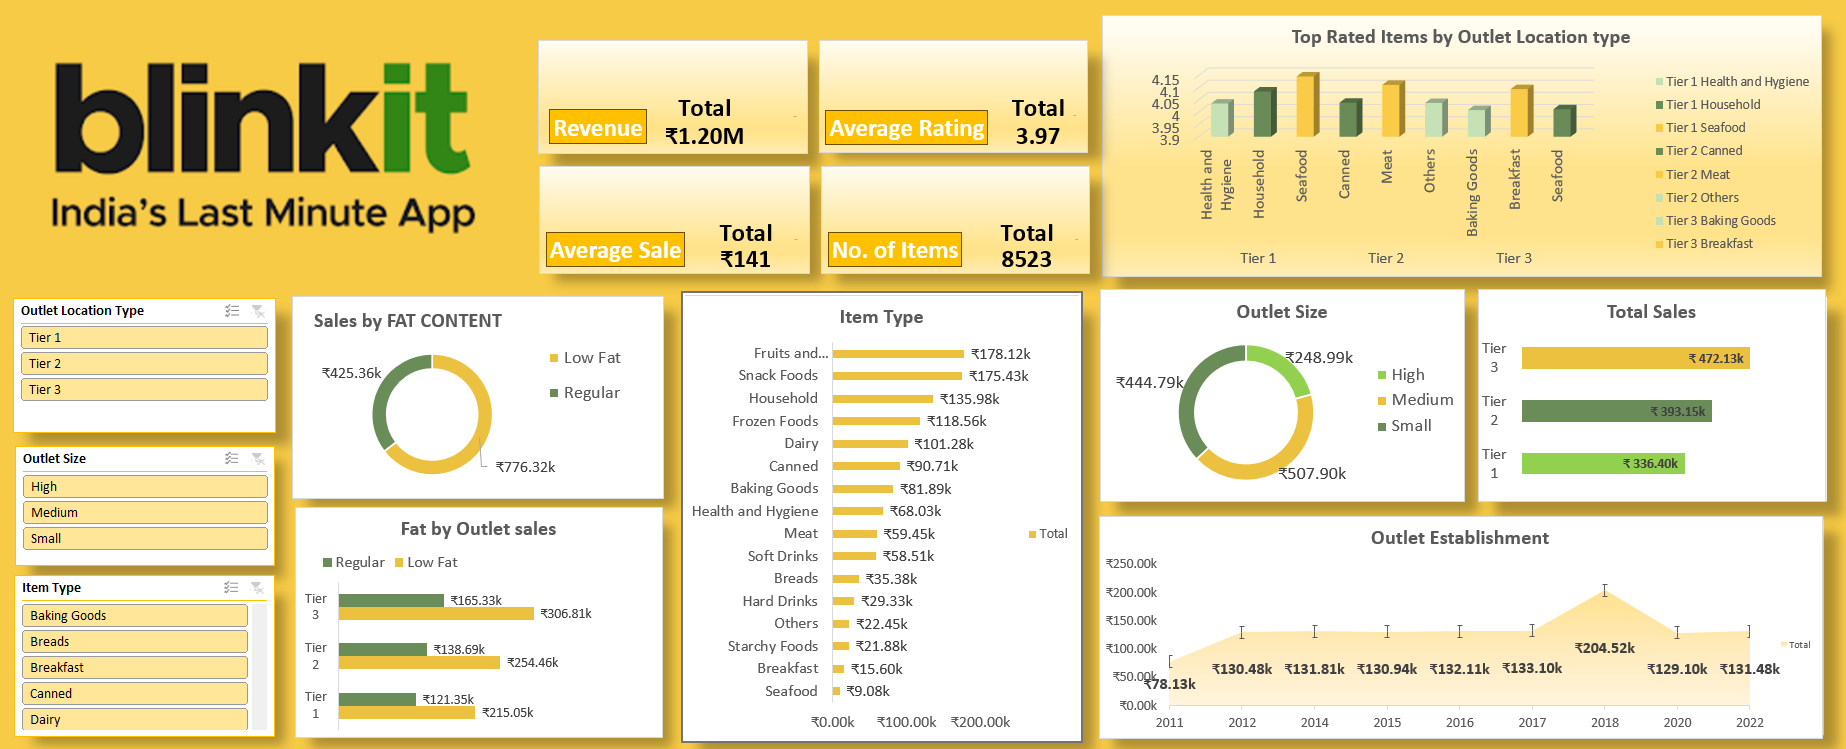 blinkit
India's Last Minute App
Revenue
Total
₹1.20M
Average Rating
Total
3.97
Average Sale
Total
₹141
No. of Items
Total
8523
Top Rated Items by Outlet Location type
4.15
4.1
4.05
4
3.95
3.9
Health and
Hygiene
Household
Seafood
Canned
Meat
Others
Baking Goods
Breakfast
Seafood
Tier 1
Tier 2
Tier 3
Tier 1 Health and Hygiene
Tier 1 Household
Tier 1 Seafood
Tier 2 Canned
Tier 2 Meat
Tier 2 Others
Tier 3 Baking Goods
Tier 3 Breakfast
Outlet Location Type
Tier 1
Tier 2
Tier 3
Outlet Size
High
Medium
Small
Item Type
Baking Goods
Breads
Breakfast
Canned
Dairy
Sales by FAT CONTENT
₹425.36k
₹776.32k
Low Fat
Regular
Fat by Outlet sales
Regular
Low Fat
Tier
3
₹165.33k
₹306.81k
Tier
2
₹138.69k
₹254.46k
Tier
1
₹121.35k
₹215.05k
Item Type
Fruits and...
₹178.12k
Snack Foods
₹175.43k
Household
₹135.98k
Frozen Foods
₹118.56k
Dairy
₹101.28k
Canned
₹90.71k
Baking Goods
₹81.89k
Health and Hygiene
₹68.03k
Meat
₹59.45k
Soft Drinks
₹58.51k
Breads
₹35.38k
Hard Drinks
₹29.33k
Others
₹22.45k
Starchy Foods
₹21.88k
Breakfast
₹15.60k
Seafood
₹9.08k
₹0.00k
₹100.00k
₹200.00k
Total
Outlet Size
₹248.99k
₹444.79k
₹507.90k
High
Medium
Small
Total Sales
Tier
3
₹ 472.13k
Tier
2
₹ 393.15k
Tier
1
₹ 336.40k
Outlet Establishment
₹250.00k
₹200.00k
₹150.00k
₹100.00k
₹50.00k
₹0.00k
₹78.13k
₹130.48k
₹131.81k
₹130.94k
₹132.11k
₹133.10k
₹204.52k
₹129.10k
₹131.48k
2011
2012
2014
2015
2016
2017
2018
2020
2022
Total